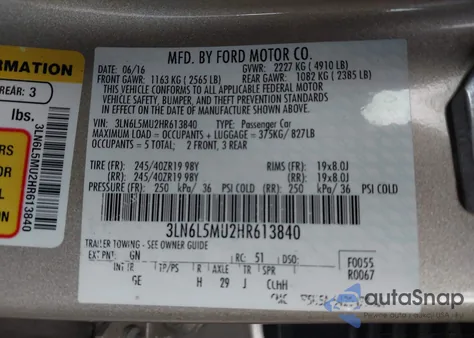 MFD. BY FORD MOTOR CO.
06/16
GVWR: 2227 KG ( 4910 LB)
FRONT GAWR: 1163 KG ( 2565 LB)
REAR GAWR: 1082 KG ( 2385 LB)
THIS VEHICLE CONFORMS TO ALL APPLICABLE FEDERAL MOTOR
VEHICLE SAFETY, BUMPER, AND THEFT PREVENTION STANDARDS
IN EFFECT ON THE DATE OF MANUFACTURE SHOWN ABOVE.
VIN: 3LN6L5MU2HR613840 TYPE: Passenger Car
MAXIMUM LOAD = OCCUPANTS + LUGGAGE = 375KG/ 827LB
OCCUPANTS = 5 TOTAL; 2 FRONT, 3 REAR
TIRE (FR): 245/40ZR19 98Y RIMS (FR): 19x8.0J
(RR): 245/40ZR19 98Y (RR): 19x8.0J
PRESSURE (FR): 250 kPa/ 36 PSI COLD (RR): 250 kPa/ 36 PSI COLD
3LN6L5MU2HR613840
TRAILER TOWING - SEE OWNER GUIDE
EXT PNT: GN RC: 51 DSO:
F0055
R0067
INT TR TP/PS R AXLE TR SPR
GE H 29 J
ORMATION
REAR: 3
lbs.
3LN6L5MU2HR613840
autoSnap